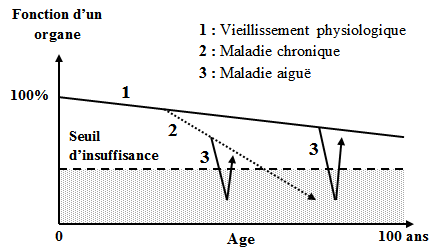 Fonction d'un
organe
1 : Vieillissement physiologique
2 : Maladie chronique
3 : Maladie aiguë
100%
1
2
Seuil
d'insuffisance
3
3
0
Age
100 ans